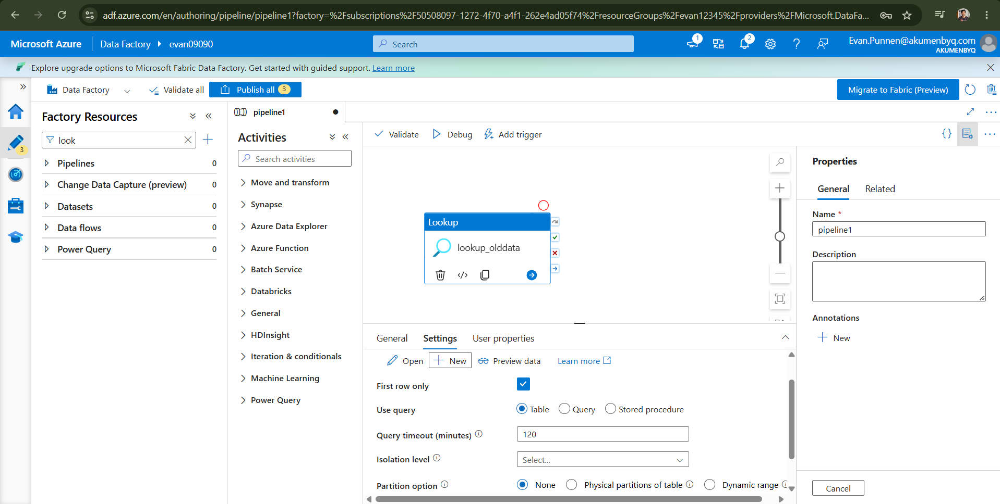 adf.azure.com/en/authoring/pipeline/pipeline1?factory=%2Fsubscriptions%2F50508097-1272-4f70-a4f1-262e4ad05f74%2FresourceGroups%2Fevan12345%2Fproviders%2FMicrosoft.DataFa...
Microsoft Azure
Data Factory
evan09090
Search
1
2
Evan.Punnen@akumenbyq.com
AKUMENBYQ
Explore upgrade options to Microsoft Fabric Data Factory. Get started with guided support. Learn more
Data Factory
Validate all
Publish all 3
Migrate to Fabric (Preview)
3
Factory Resources
look
Pipelines 0
Change Data Capture (preview) 0
Datasets 0
Data flows 0
Power Query 0
pipeline1
Activities
Search activities
Move and transform
Synapse
Azure Data Explorer
Azure Function
Batch Service
Databricks
General
HDInsight
Iteration & conditionals
Machine Learning
Power Query
Validate
Debug
Add trigger
Lookup
lookup_olddata
General
Settings
User properties
Open
New
Preview data
Learn more
First row only
Use query
Table
Query
Stored procedure
Query timeout (minutes)
120
Isolation level
Select...
Partition option
None
Physical partitions of table
Dynamic range
Properties
General
Related
Name *
pipeline1
Description
Annotations
New
Cancel